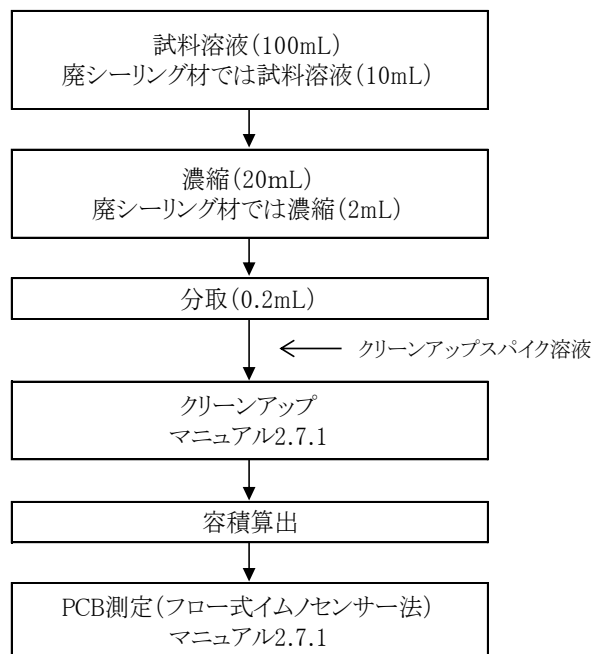 試料溶液(100mL)
廃シーリング材では試料溶液(10mL)
濃縮(20mL)
廃シーリング材では濃縮(2mL)
分取(0.2mL)
クリーンアップスパイク溶液
クリーンアップ
マニュアル2.7.1
容積算出
PCB測定(フロー式イムノセンサー法)
マニュアル2.7.1